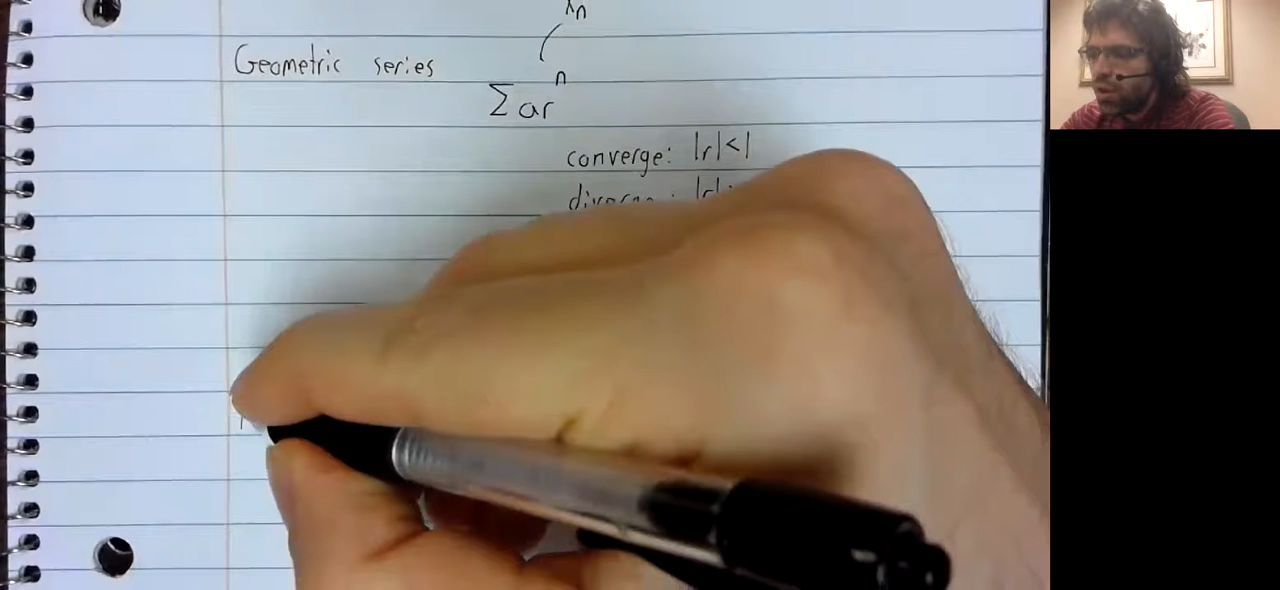 Geometric series
Σ ar^n
converge: |r|<1